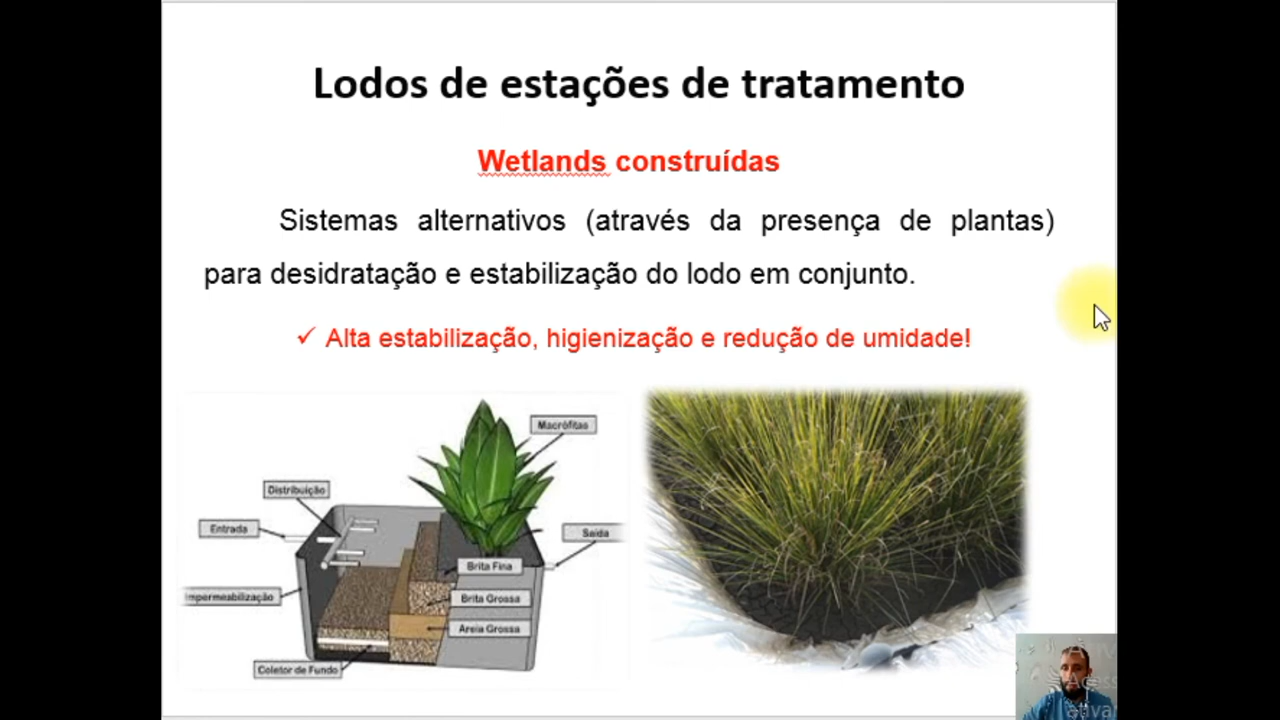 Lodos de estações de tratamento
Wetlands construídas
Sistemas alternativos (através da presença de plantas)
para desidratação e estabilização do lodo em conjunto.
✓ Alta estabilização, higienização e redução de umidade!
Macrófitas
Distribuição
Entrada
Saída
Brita Fina
Impermeabilização
Brita Grossa
Areia Grossa
Coletor de Fundo